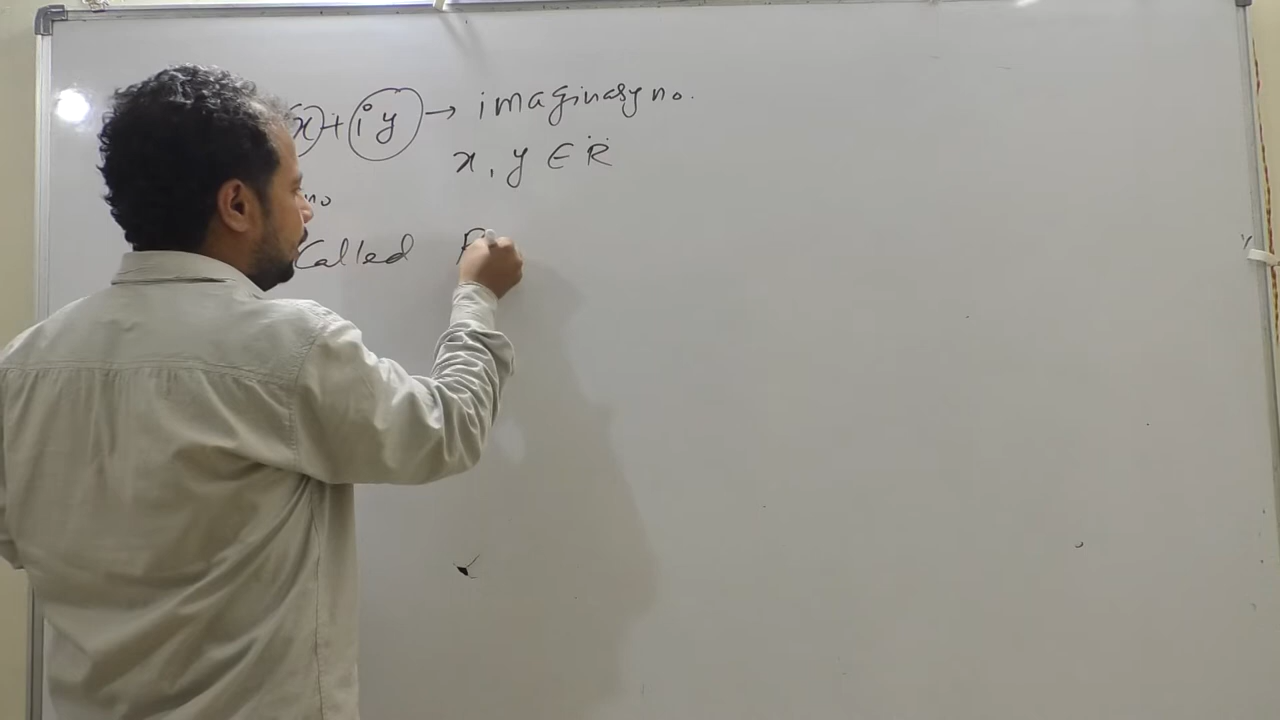 x + iy → imaginary no.
x, y ∈ R
no
Called